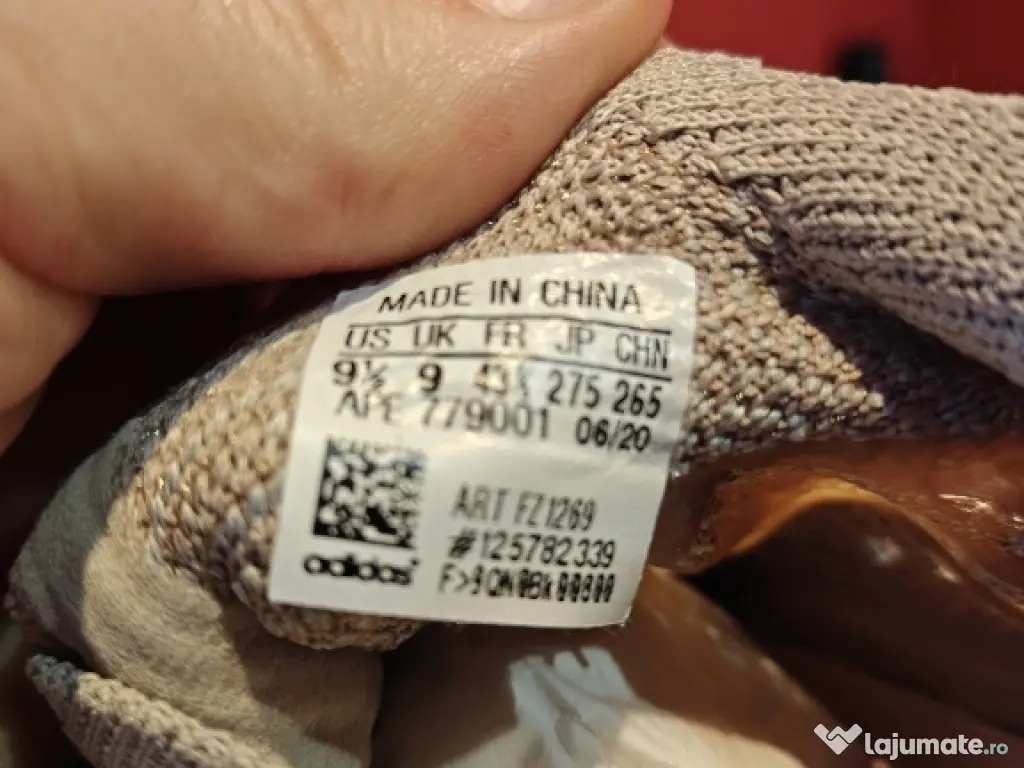 MADE IN CHINA
US UK FR JP CHN
9½ 9 43⅓ 275 265
APE 779001 06/20
ART FZ1269
#125782339
adidas
lajumate.ro